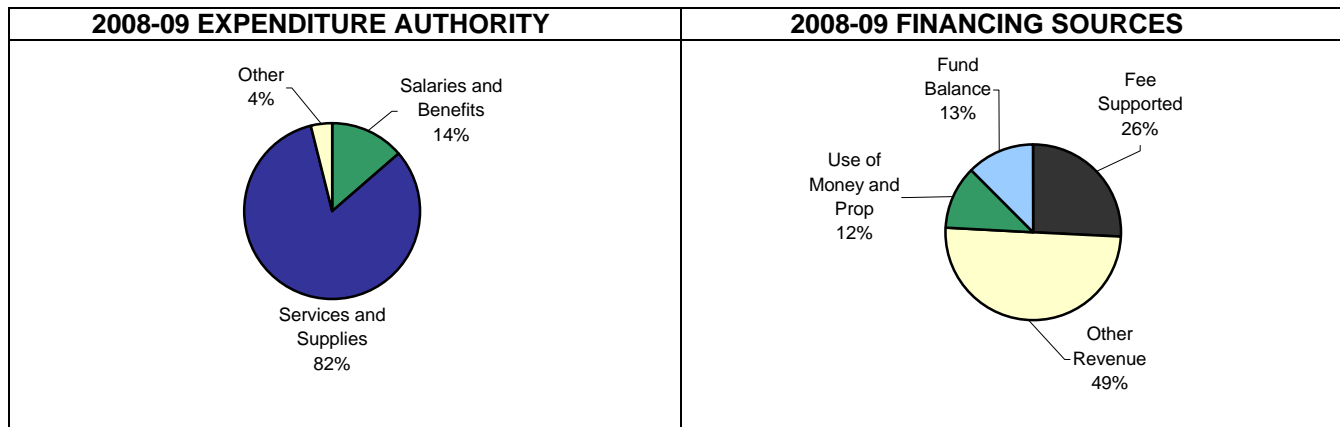 2008-09 EXPENDITURE AUTHORITY
Other
4%
Salaries and
Benefits
14%
Services and
Supplies
82%
2008-09 FINANCING SOURCES
Fund
Balance
13%
Fee
Supported
26%
Use of
Money and
Prop
12%
Other
Revenue
49%